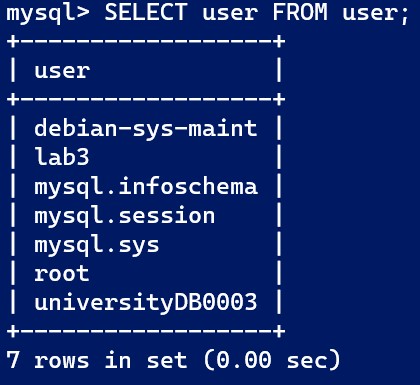 mysql> SELECT user FROM user;
+------------------+
| user             |
+------------------+
| debian-sys-maint |
| lab3             |
| mysql.infoschema |
| mysql.session    |
| mysql.sys        |
| root             |
| universityDB0003 |
+------------------+
7 rows in set (0.00 sec)